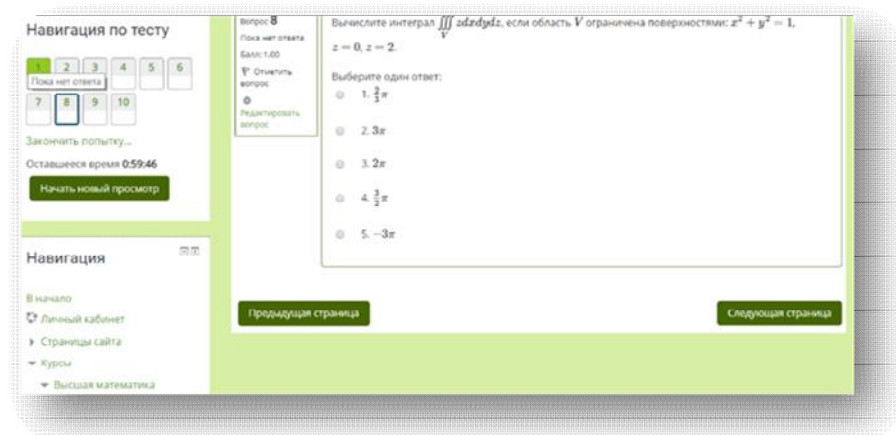 Навигация по тесту
1 2 3 4 5 6
Пока нет ответа
7 8 9 10
Закончить попытку...
Оставшееся время 0:59:46
Начать новый просмотр
Навигация
В начало
Личный кабинет
Страницы сайта
Курсы
Высшая математика
Вопрос 8
Пока нет ответа
Балл: 1,00
Отметить вопрос
Редактировать вопрос
Вычислите интеграл ∭_V zdxdydz, если область V ограничена поверхностями: x² + y² = 1,
z = 0, z = 2.
Выберите один ответ:
1. 2/3 π
2. 3π
3. 2π
4. 3/2 π
5. −3π
Предыдущая страница
Следующая страница